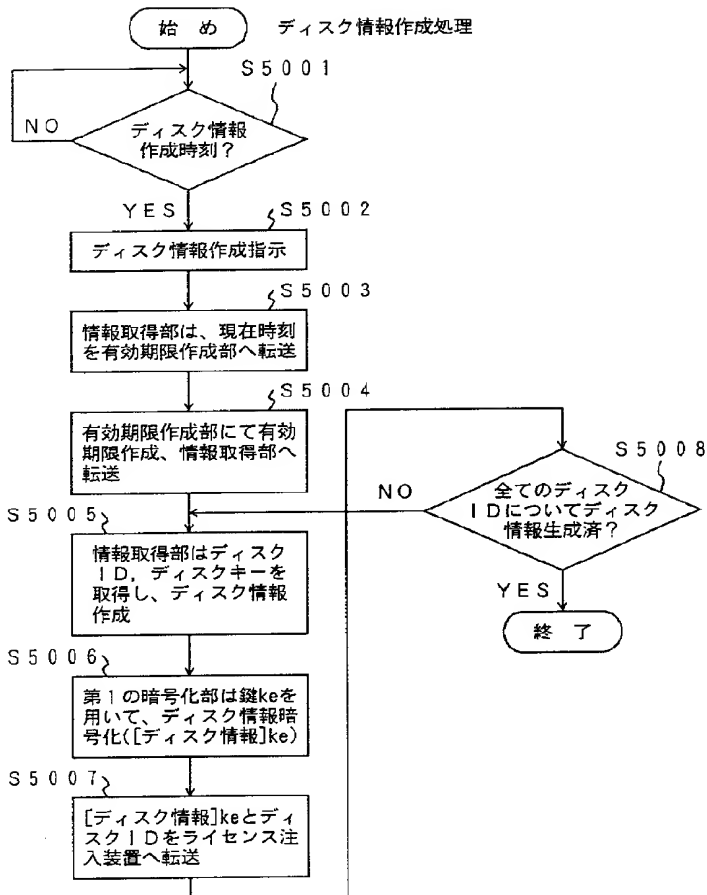 始 め
ディスク情報作成処理
S5001
NO
ディスク情報
作成時刻?
YES
S5002
ディスク情報作成指示
S5003
情報取得部は、現在時刻
を有効期限作成部へ転送
S5004
有効期限作成部にて有効
期限作成、情報取得部へ
転送
S5005
情報取得部はディスク
ID,ディスクキーを
取得し、ディスク情報
作成
S5006
第1の暗号化部は鍵keを
用いて、ディスク情報暗
号化([ディスク情報]ke)
S5007
[ディスク情報]keとディ
スクIDをライセンス注
入装置へ転送
S5008
NO
全てのディスク
IDについてディスク
情報生成済?
YES
終 了